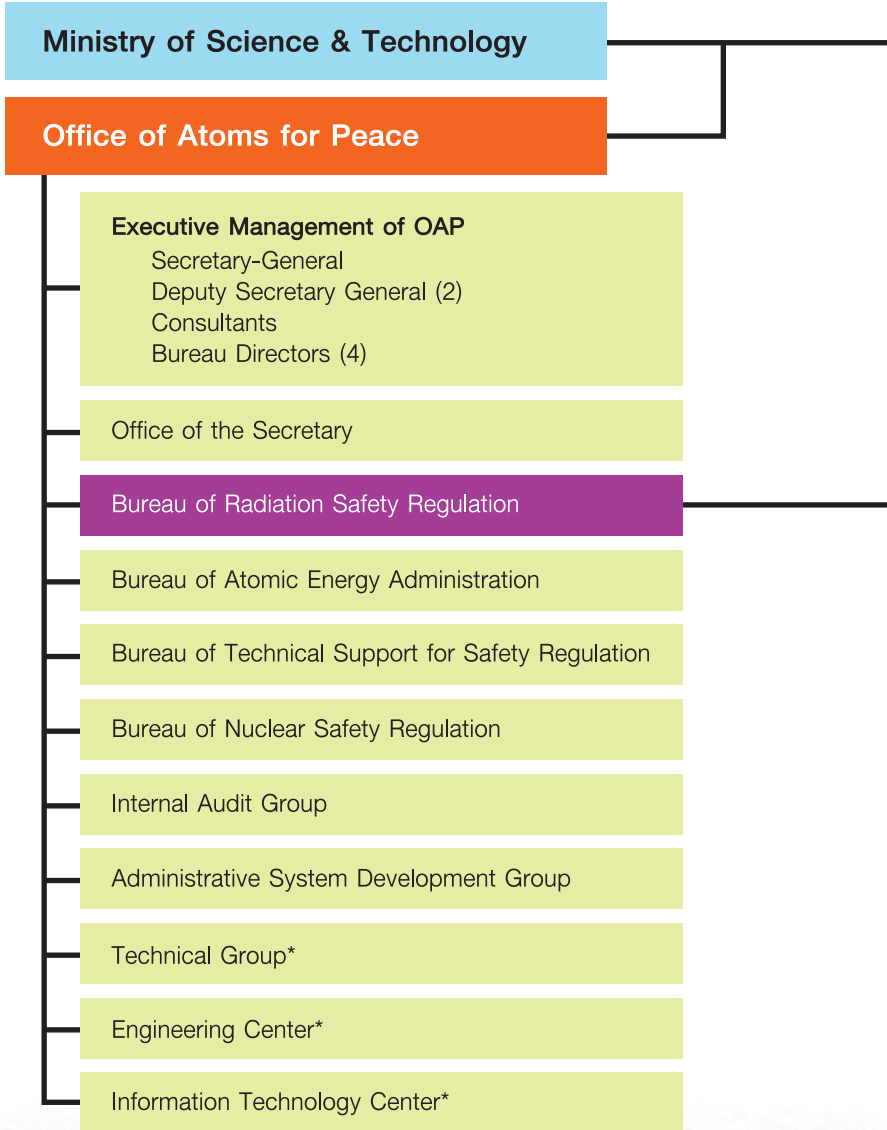 Ministry of Science & Technology
Office of Atoms for Peace
Executive Management of OAP
Secretary-General
Deputy Secretary General (2)
Consultants
Bureau Directors (4)
Office of the Secretary
Bureau of Radiation Safety Regulation
Bureau of Atomic Energy Administration
Bureau of Technical Support for Safety Regulation
Bureau of Nuclear Safety Regulation
Internal Audit Group
Administrative System Development Group
Technical Group*
Engineering Center*
Information Technology Center*